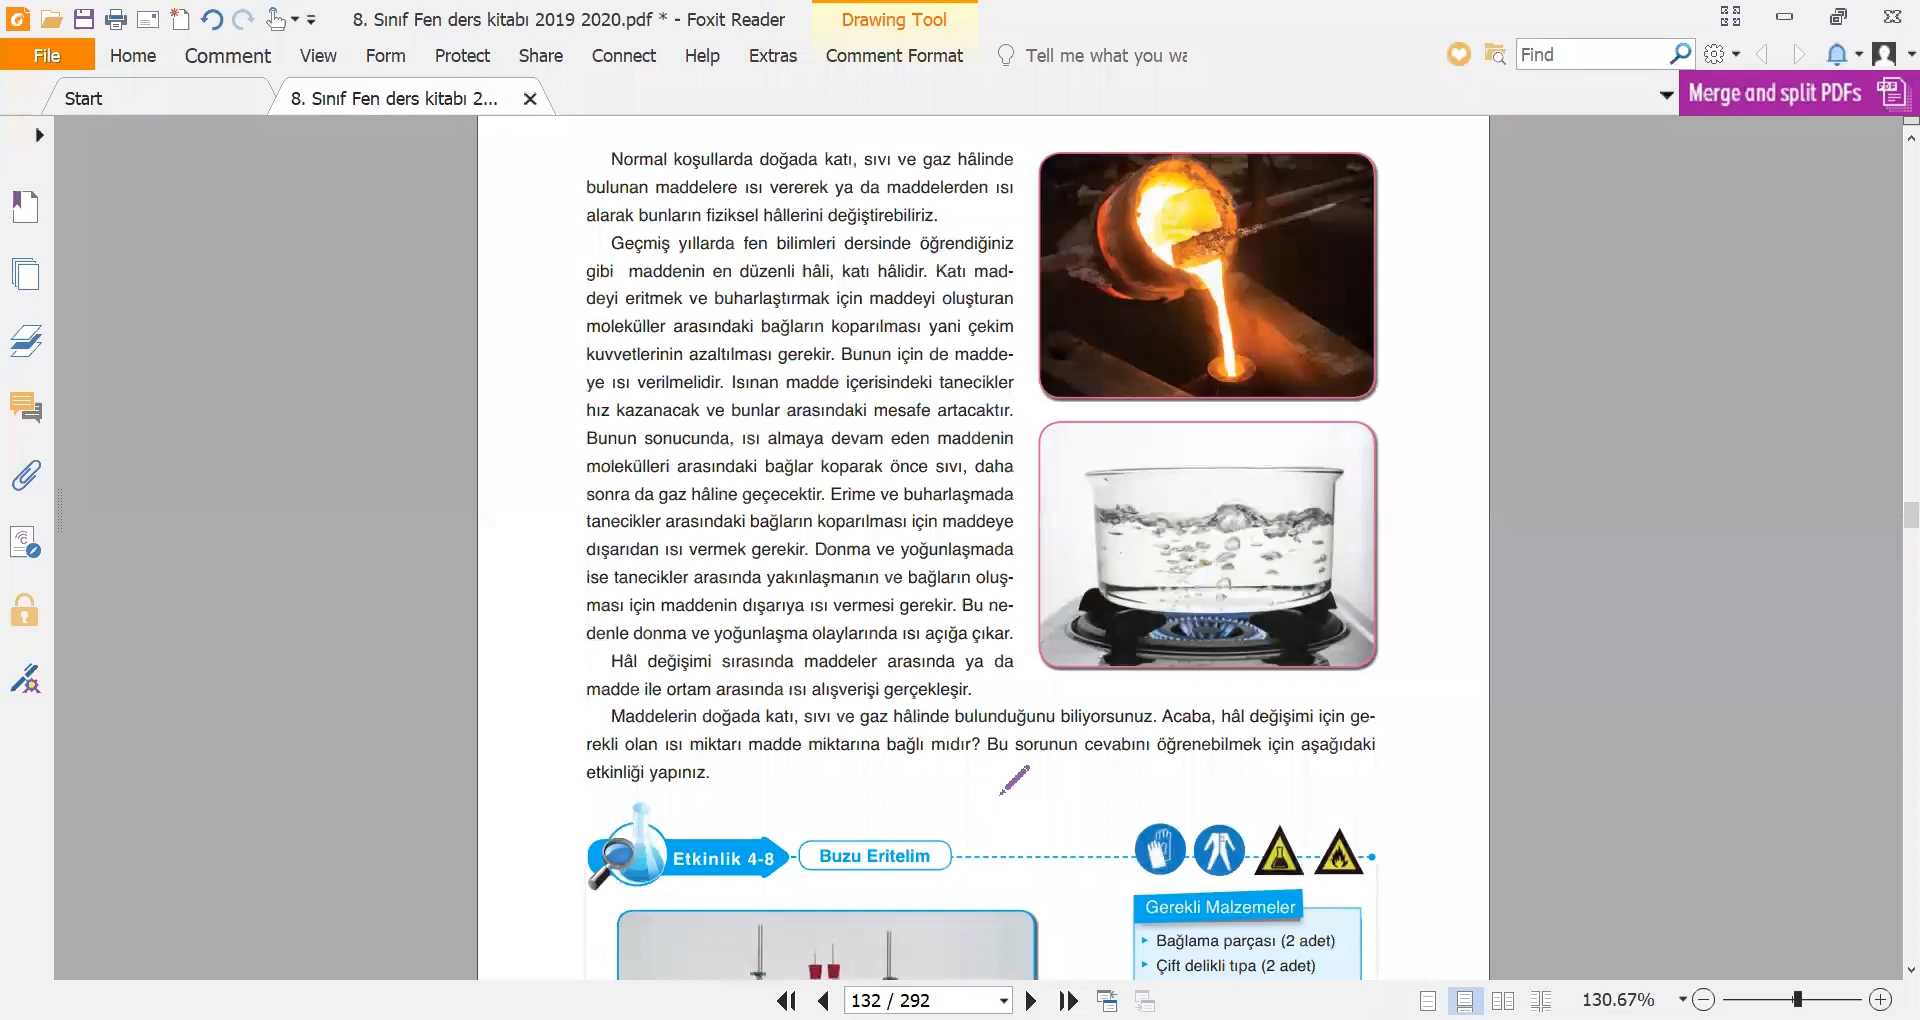 8. Sınıf Fen ders kitabı 2019 2020.pdf * - Foxit Reader
Drawing Tool
File Home Comment View Form Protect Share Connect Help Extras Comment Format Tell me what you wa
Find
Start
8. Sınıf Fen ders kitabı 2...
Merge and split PDFs
Normal koşullarda doğada katı, sıvı ve gaz hâlinde
bulunan maddelere ısı vererek ya da maddelerden ısı
alarak bunların fiziksel hâllerini değiştirebiliriz.
Geçmiş yıllarda fen bilimleri dersinde öğrendiğiniz
gibi maddenin en düzenli hâli, katı hâlidir. Katı mad-
deyi eritmek ve buharlaştırmak için maddeyi oluşturan
moleküller arasındaki bağların koparılması yani çekim
kuvvetlerinin azaltılması gerekir. Bunun için de madde-
ye ısı verilmelidir. Isınan madde içerisindeki tanecikler
hız kazanacak ve bunlar arasındaki mesafe artacaktır.
Bunun sonucunda, ısı almaya devam eden maddenin
molekülleri arasındaki bağlar koparak önce sıvı, daha
sonra da gaz hâline geçecektir. Erime ve buharlaşmada
tanecikler arasındaki bağların koparılması için maddeye
dışarıdan ısı vermek gerekir. Donma ve yoğunlaşmada
ise tanecikler arasında yakınlaşmanın ve bağların oluş-
ması için maddenin dışarıya ısı vermesi gerekir. Bu ne-
denle donma ve yoğunlaşma olaylarında ısı açığa çıkar.
Hâl değişimi sırasında maddeler arasında ya da
madde ile ortam arasında ısı alışverişi gerçekleşir.
Maddelerin doğada katı, sıvı ve gaz hâlinde bulunduğunu biliyorsunuz. Acaba, hâl değişimi için ge-
rekli olan ısı miktarı madde miktarına bağlı mıdır? Bu sorunun cevabını öğrenebilmek için aşağıdaki
etkinliği yapınız.
Etkinlik 4-8
Buzu Eritelim
Gerekli Malzemeler
Bağlama parçası (2 adet)
Çift delikli tıpa (2 adet)
132 / 292
130.67%